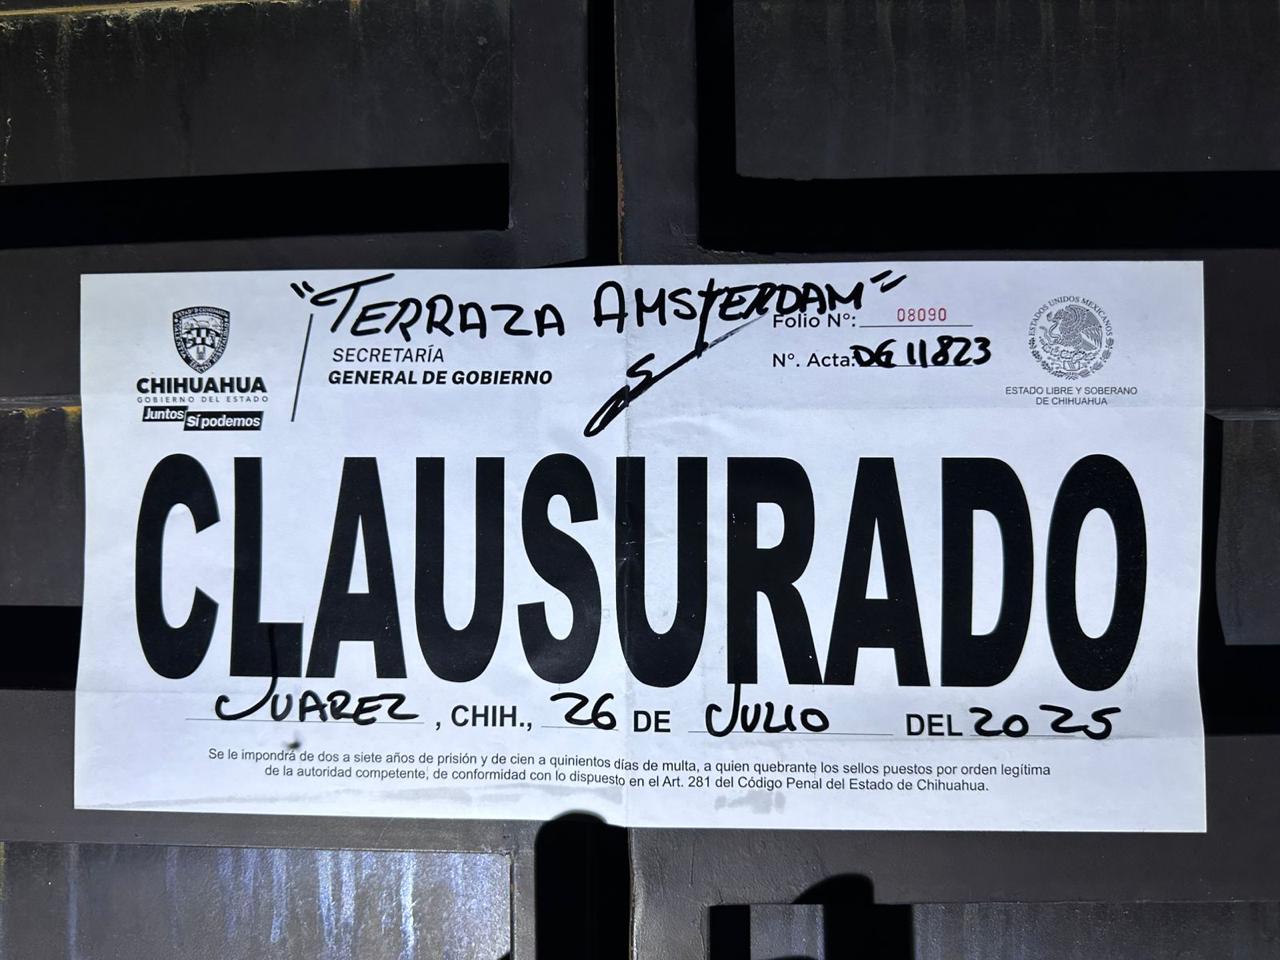 "TERRAZA AMSTERDAM"
CHIHUAHUA
GOBIERNO DEL ESTADO
Juntos Sí podemos
SECRETARÍA
GENERAL DE GOBIERNO
Folio Nº: 08090
Nº. Acta: DG 11823
ESTADOS UNIDOS MEXICANOS
ESTADO LIBRE Y SOBERANO
DE CHIHUAHUA
CLAUSURADO
JUAREZ, CHIH., 26 DE JULIO DEL 2025
Se le impondrá de dos a siete años de prisión y de cien a quinientos días de multa, a quien quebrante los sellos puestos por orden legítima
de la autoridad competente, de conformidad con lo dispuesto en el Art. 281 del Código Penal del Estado de Chihuahua.